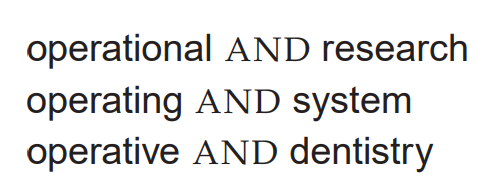 operational AND research
operating AND system
operative AND dentistry